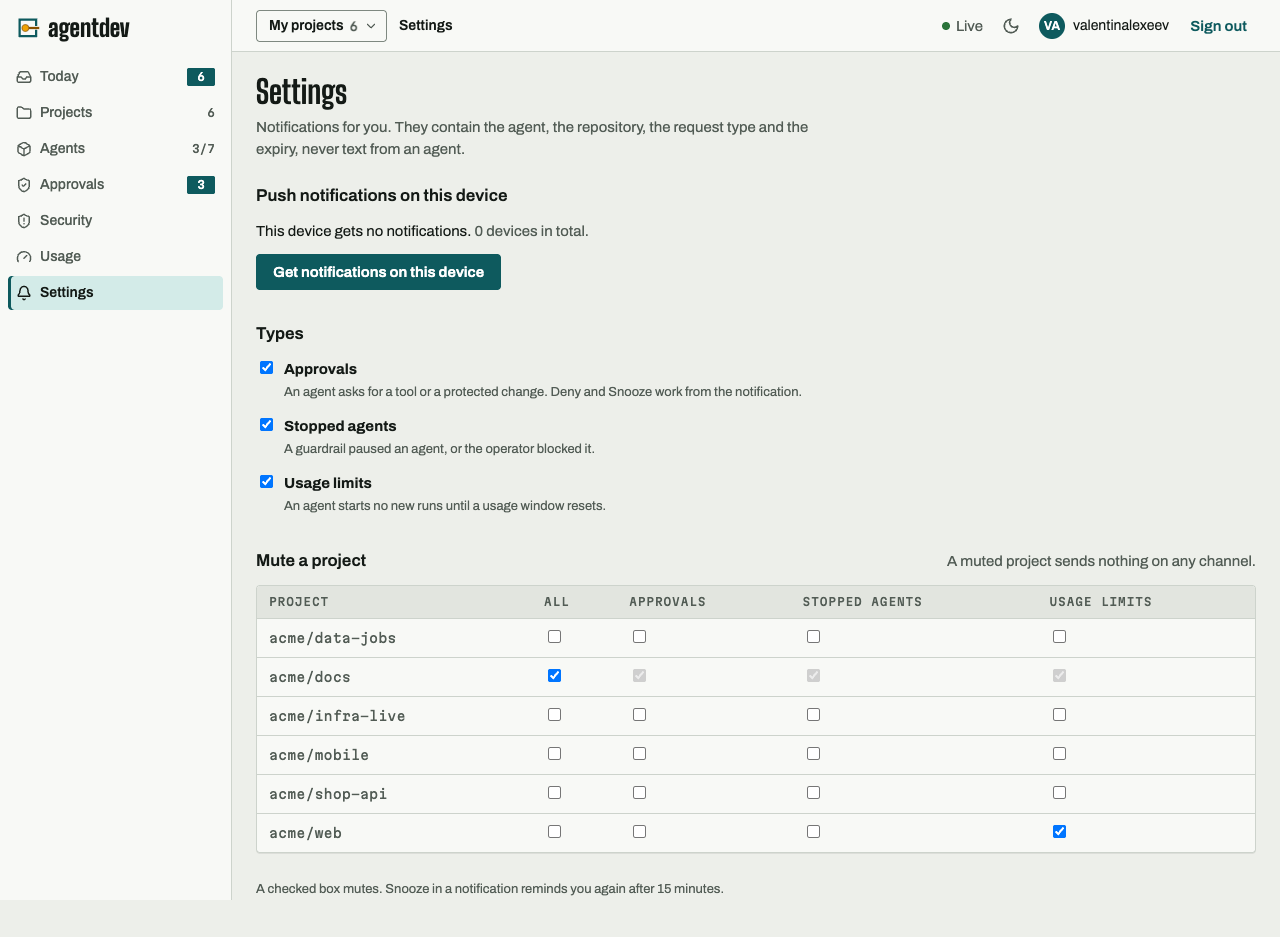 agentdev
My projects 6
Settings
Live
VA
valentinalexeev
Sign out
Today 6
Projects 6
Agents 3/7
Approvals 3
Security
Usage
Settings
Settings
Notifications for you. They contain the agent, the repository, the request type and the
expiry, never text from an agent.
Push notifications on this device
This device gets no notifications. 0 devices in total.
Get notifications on this device
Types
Approvals
An agent asks for a tool or a protected change. Deny and Snooze work from the notification.
Stopped agents
A guardrail paused an agent, or the operator blocked it.
Usage limits
An agent starts no new runs until a usage window resets.
Mute a project
A muted project sends nothing on any channel.
PROJECT ALL APPROVALS STOPPED AGENTS USAGE LIMITS
acme/data-jobs
acme/docs
acme/infra-live
acme/mobile
acme/shop-api
acme/web
A checked box mutes. Snooze in a notification reminds you again after 15 minutes.